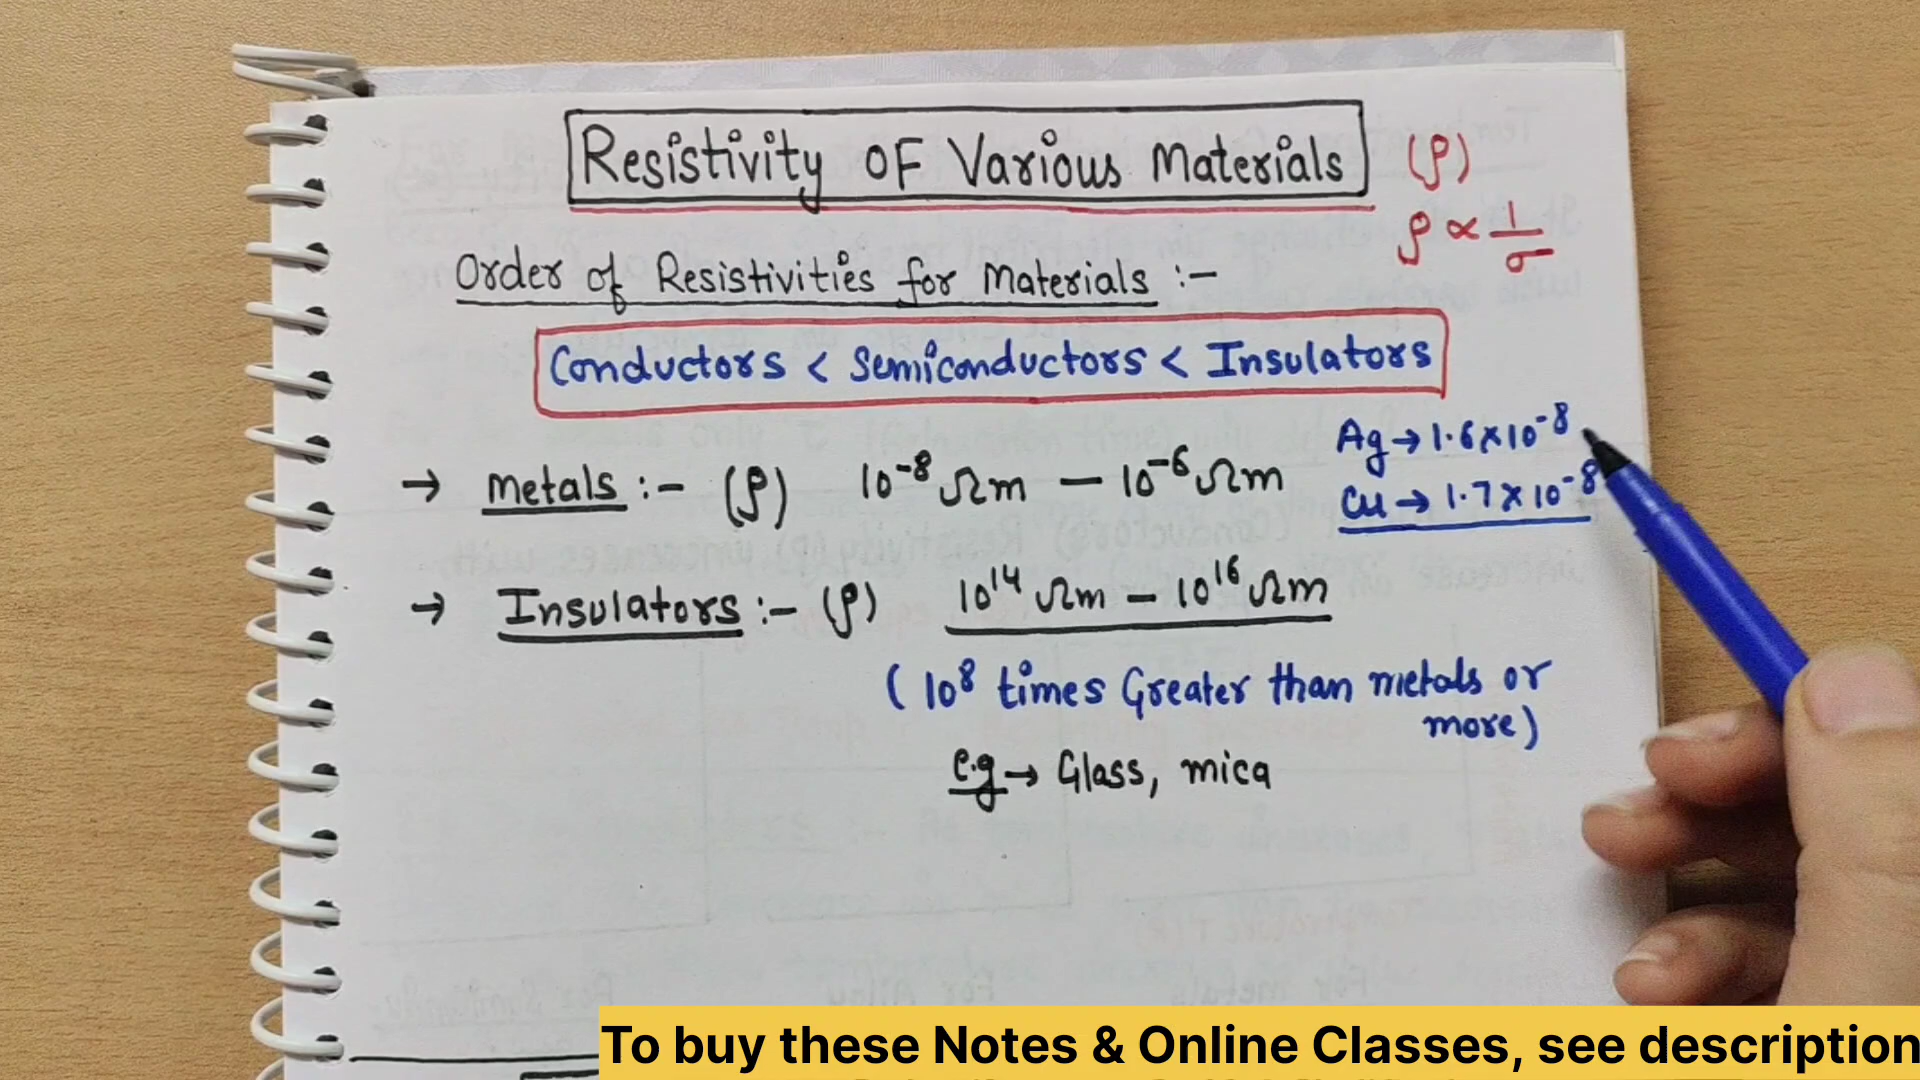 Resistivity OF Various Materials (ρ)
ρ ∝ 1/σ
Order of Resistivities for Materials :-
Conductors < Semiconductors < Insulators
Ag → 1.6×10⁻⁸
→ Metals :- (ρ) 10⁻⁸ Ωm – 10⁻⁶ Ωm
Cu → 1.7×10⁻⁸
→ Insulators :- (ρ) 10¹⁴ Ωm – 10¹⁶ Ωm
(10⁸ times Greater than metals or
more)
e.g → Glass, mica
To buy these Notes & Online Classes, see description